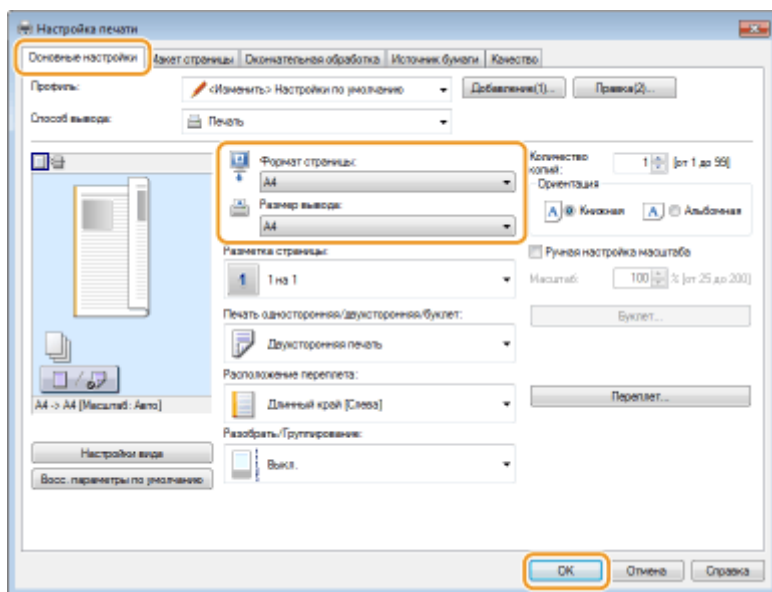 Настройка печати
Основные настройки Макет страницы Окончательная обработка Источник бумаги Качество
Профиль: <Изменить> Настройки по умолчанию Добавление(1)... Правка(2)...
Способ вывода: Печать
Формат страницы:
A4
Размер вывода:
A4
Количество копий: 1 [от 1 до 99]
Ориентация
A Книжная A Альбомная
Разметка страницы:
1 1 на 1
Ручная настройка масштаба
Масштаб: 100 % [от 25 до 200]
Печать односторонняя/двухсторонняя/буклет:
Двухсторонняя печать
Буклет...
Расположение переплета:
Длинный край [Слева]
Переплет...
A4 -> A4 [Масштаб: Авто]
Разобрать/Группирование:
Выкл.
Настройки вида
Восс. параметры по умолчанию
OK Отмена Справка